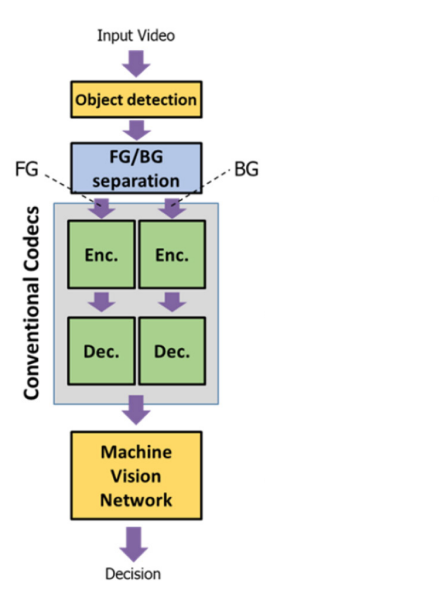 Input Video
Object detection
FG/BG
separation
FG
BG
Conventional Codecs
Enc.
Enc.
Dec.
Dec.
Machine
Vision
Network
Decision